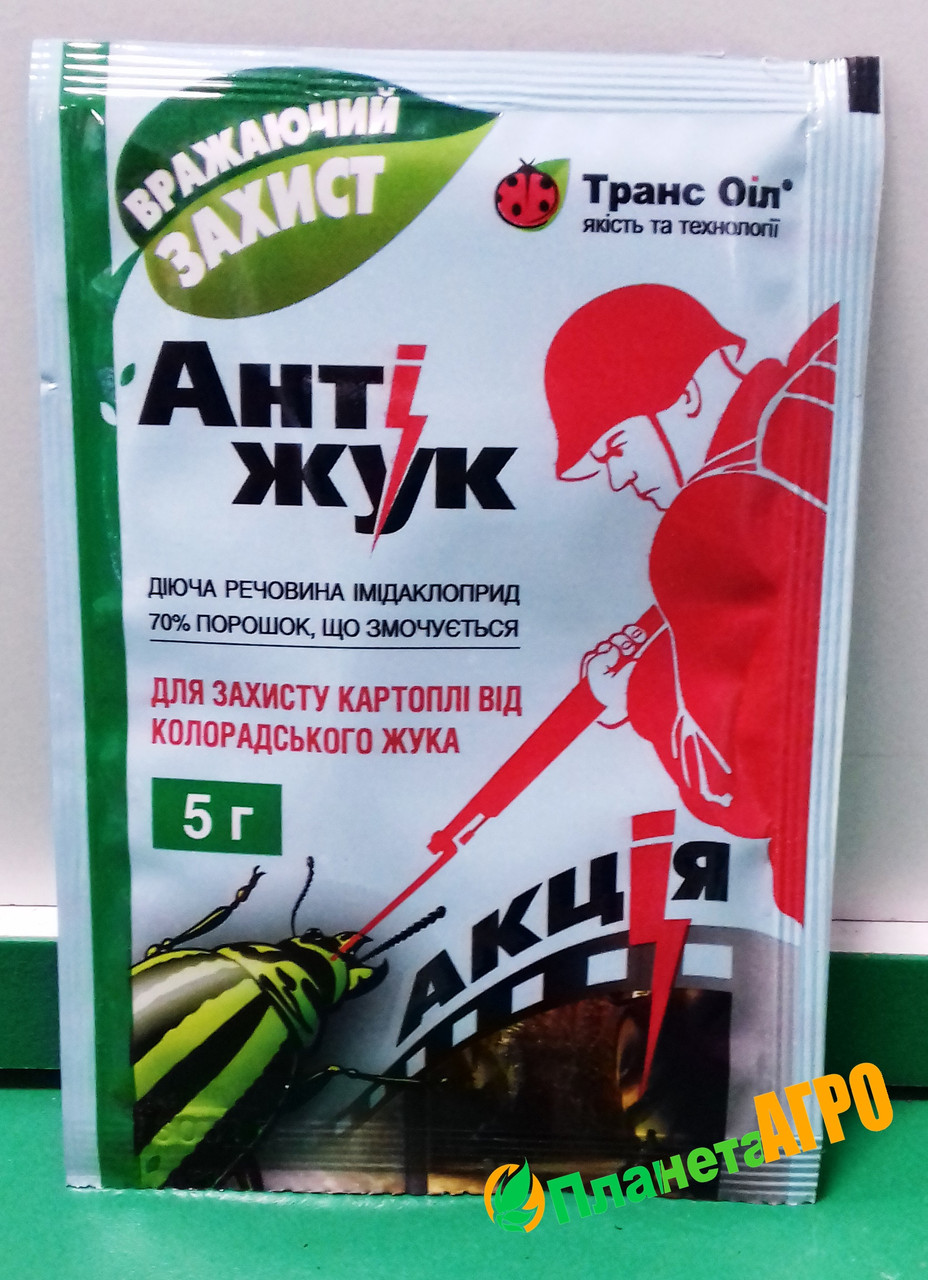 ВРАЖАЮЧИЙ
ЗАХИСТ
Транс Оіл®
якість та технології
Анті
жук
ДІЮЧА РЕЧОВИНА ІМІДАКЛОПРИД
70% ПОРОШОК, ЩО ЗМОЧУЄТЬСЯ
ДЛЯ ЗАХИСТУ КАРТОПЛІ ВІД
КОЛОРАДСЬКОГО ЖУКА
5 г
АКЦІЯ
ПланетаАГРО